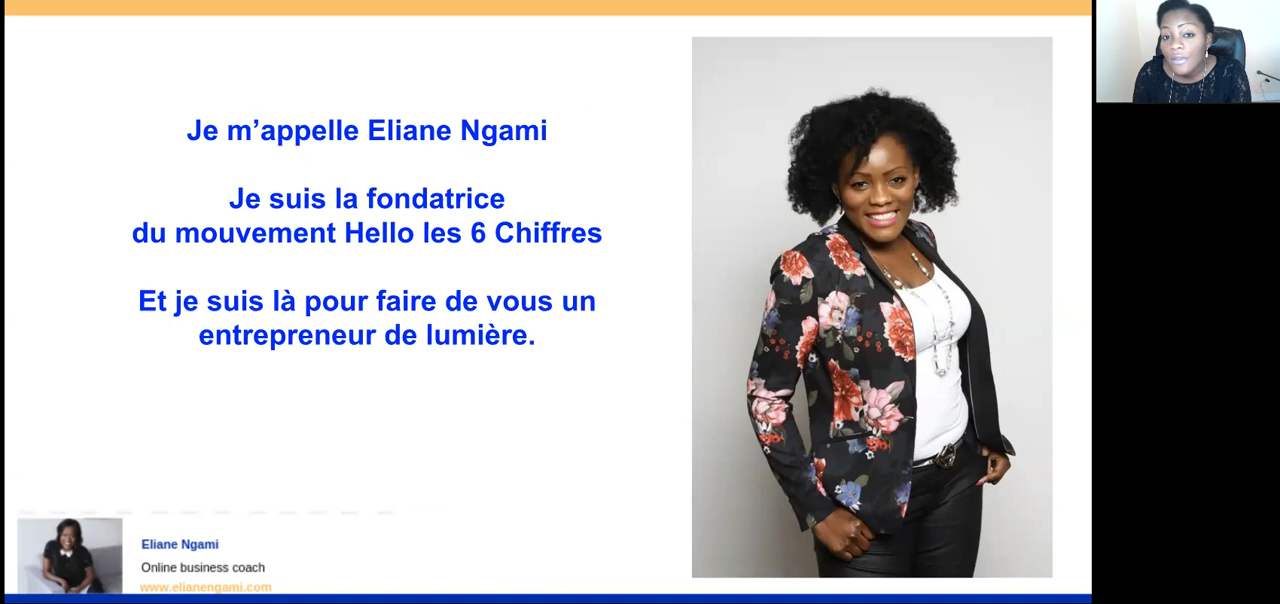 Je m’appelle Eliane Ngami
Je suis la fondatrice
du mouvement Hello les 6 Chiffres
Et je suis là pour faire de vous un
entrepreneur de lumière.
Eliane Ngami
Online business coach
www.elianengami.com